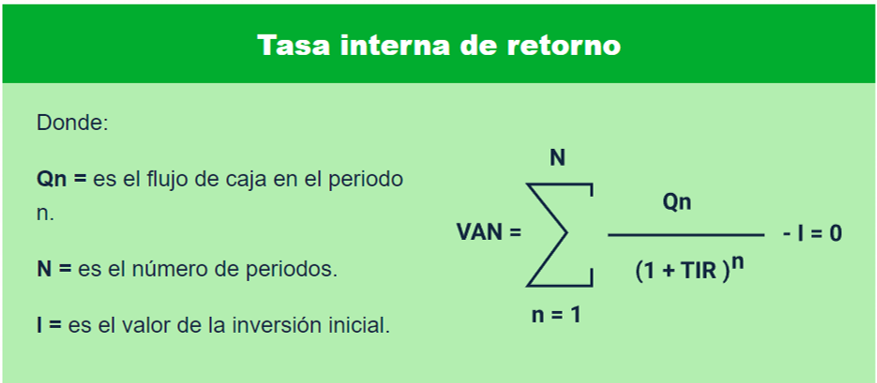 Tasa interna de retorno
Donde:
Qn = es el flujo de caja en el periodo
n.
N = es el número de periodos.
I = es el valor de la inversión inicial.
N
VAN = ∑ Qn - I = 0
(1 + TIR )^n
n = 1